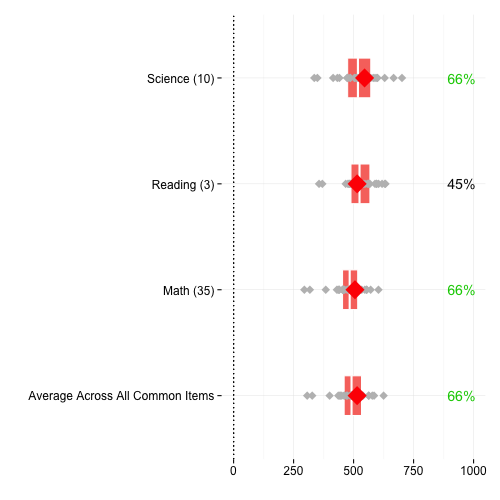 Science (10) 66%
Reading (3) 45%
Math (35) 66%
Average Across All Common Items 66%
0 250 500 750 1000